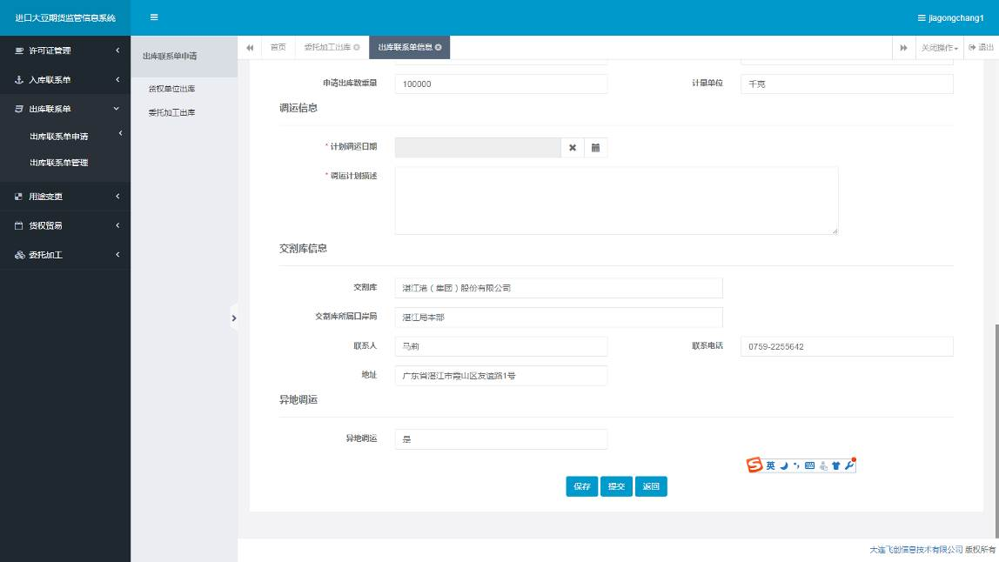 进口大豆期货监管信息系统
jiagongchang1
许可证管理
入库联系单
出库联系单
出库联系单申请
出库联系单管理
用途变更
货权贸易
委托加工
出库联系单申请
货权单位出库
委托加工出库
首页 委托加工出库 出库联系单信息 关闭操作 退出
申请出库数重量 100000 计量单位 千克
调运信息
* 计划调运日期
* 调运计划描述
交割库信息
交割库 湛江港（集团）股份有限公司
交割库所属口岸局 湛江局本部
联系人 马莉 联系电话 0759-2255642
地址 广东省湛江市霞山区友谊路1号
异地调运
异地调运 是
英
保存 提交 返回
大连飞创信息技术有限公司 版权所有